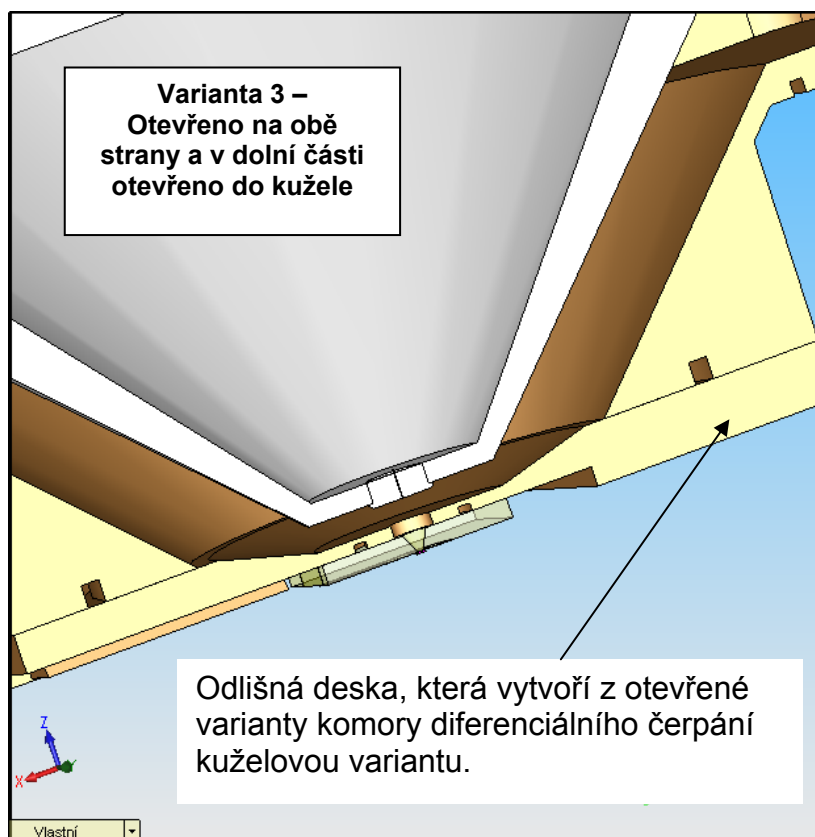 Varianta 3 –
Otevřeno na obě
strany a v dolní části
otevřeno do kužele
Odlišná deska, která vytvoří z otevřené
varianty komory diferenciálního čerpání
kuželovou variantu.
Z
X
Vlastní